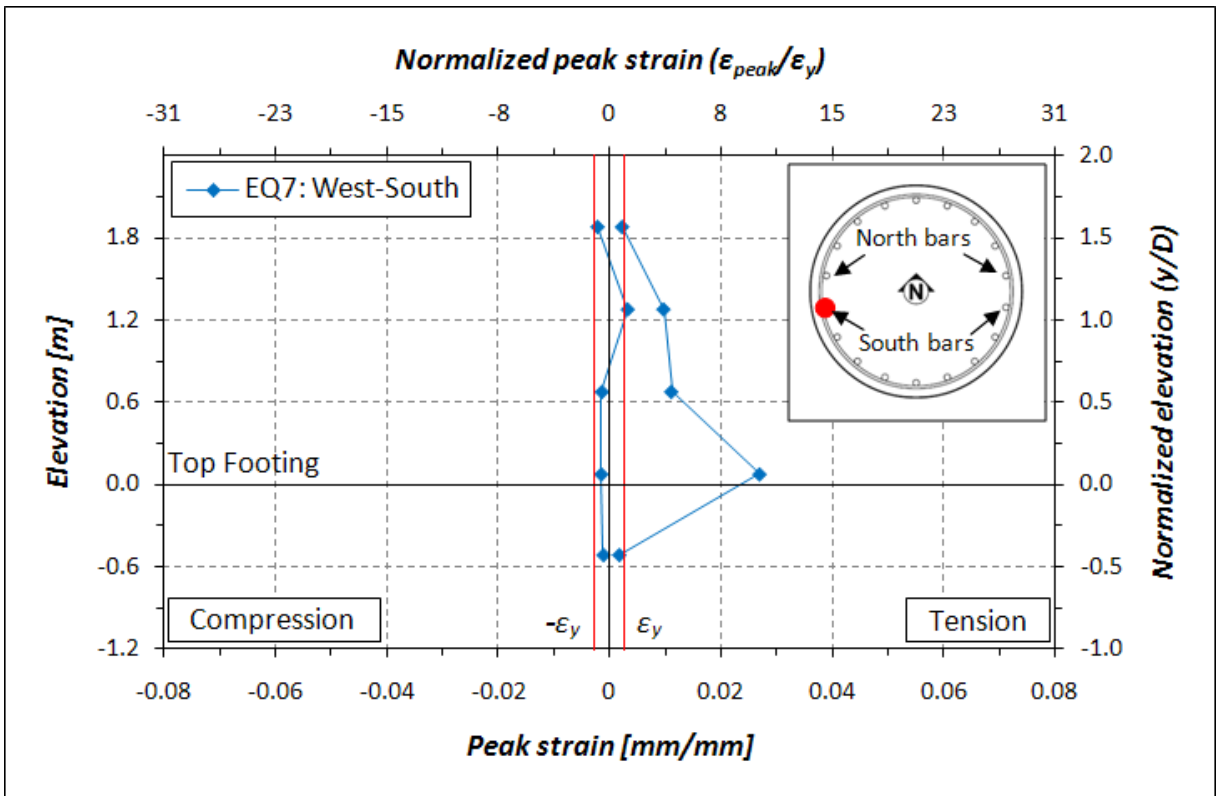 Normalized peak strain (εpeak/εy)
-31 -23 -15 -8 0 8 15 23 31
EQ7: West-South
North bars
N
South bars
Elevation [m]
1.8
1.2
0.6
0.0
-0.6
-1.2
Normalized elevation (y/D)
2.0
1.5
1.0
0.5
0.0
-0.5
-1.0
Top Footing
Compression
-εy
εy
Tension
-0.08 -0.06 -0.04 -0.02 0 0.02 0.04 0.06 0.08
Peak strain [mm/mm]